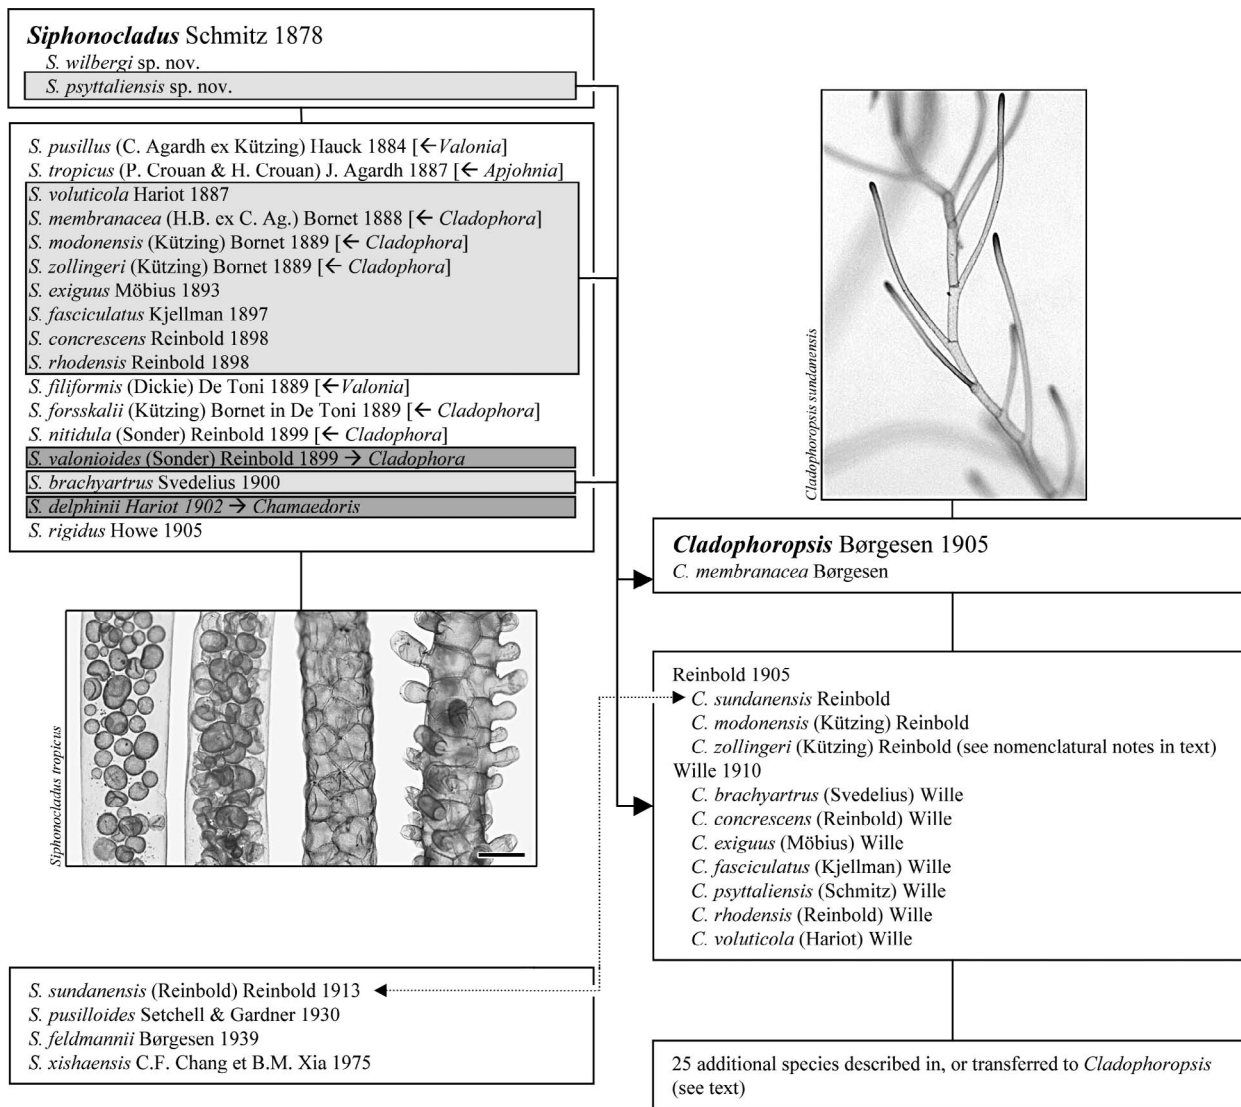 Siphonocladus Schmitz 1878
S. wilbergi sp. nov.
S. psyttaliensis sp. nov.
S. pusillus (C. Agardh ex Kützing) Hauck 1884 [←Valonia]
S. tropicus (P. Crouan & H. Crouan) J. Agardh 1887 [← Apjohnia]
S. voluticola Hariot 1887
S. membranacea (H.B. ex C. Ag.) Bornet 1888 [← Cladophora]
S. modonensis (Kützing) Bornet 1889 [← Cladophora]
S. zollingeri (Kützing) Bornet 1889 [← Cladophora]
S. exiguus Möbius 1893
S. fasciculatus Kjellman 1897
S. concrescens Reinbold 1898
S. rhodensis Reinbold 1898
S. filiformis (Dickie) De Toni 1889 [←Valonia]
S. forsskalii (Kützing) Bornet in De Toni 1889 [← Cladophora]
S. nitidula (Sonder) Reinbold 1899 [← Cladophora]
S. valonioides (Sonder) Reinbold 1899 → Cladophora
S. brachyartrus Svedelius 1900
S. delphinii Hariot 1902 → Chamaedoris
S. rigidus Howe 1905
Siphonocladus tropicus
S. sundanensis (Reinbold) Reinbold 1913
S. pusilloides Setchell & Gardner 1930
S. feldmannii Børgesen 1939
S. xishaensis C.F. Chang et B.M. Xia 1975
Cladophoropsis sundanensis
Cladophoropsis Børgesen 1905
C. membranacea Børgesen
Reinbold 1905
C. sundanensis Reinbold
C. modonensis (Kützing) Reinbold
C. zollingeri (Kützing) Reinbold (see nomenclatural notes in text)
Wille 1910
C. brachyartrus (Svedelius) Wille
C. concrescens (Reinbold) Wille
C. exiguus (Möbius) Wille
C. fasciculatus (Kjellman) Wille
C. psyttaliensis (Schmitz) Wille
C. rhodensis (Reinbold) Wille
C. voluticola (Hariot) Wille
25 additional species described in, or transferred to Cladophoropsis
(see text)